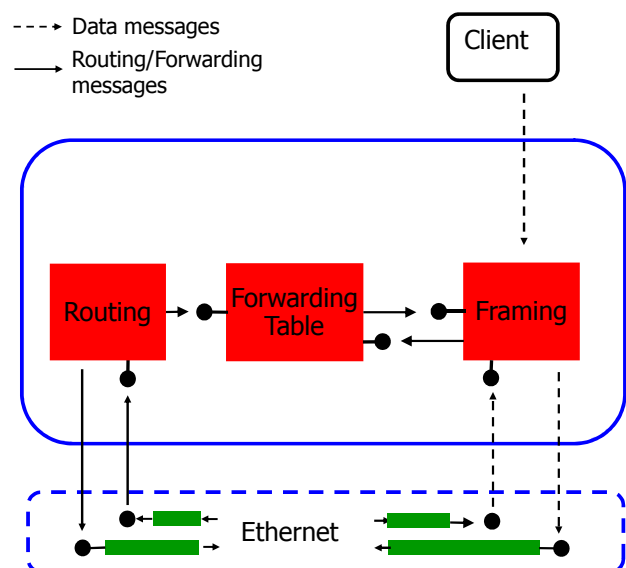 Data messages
Routing/Forwarding
messages
Client
Routing
Forwarding
Table
Framing
Ethernet